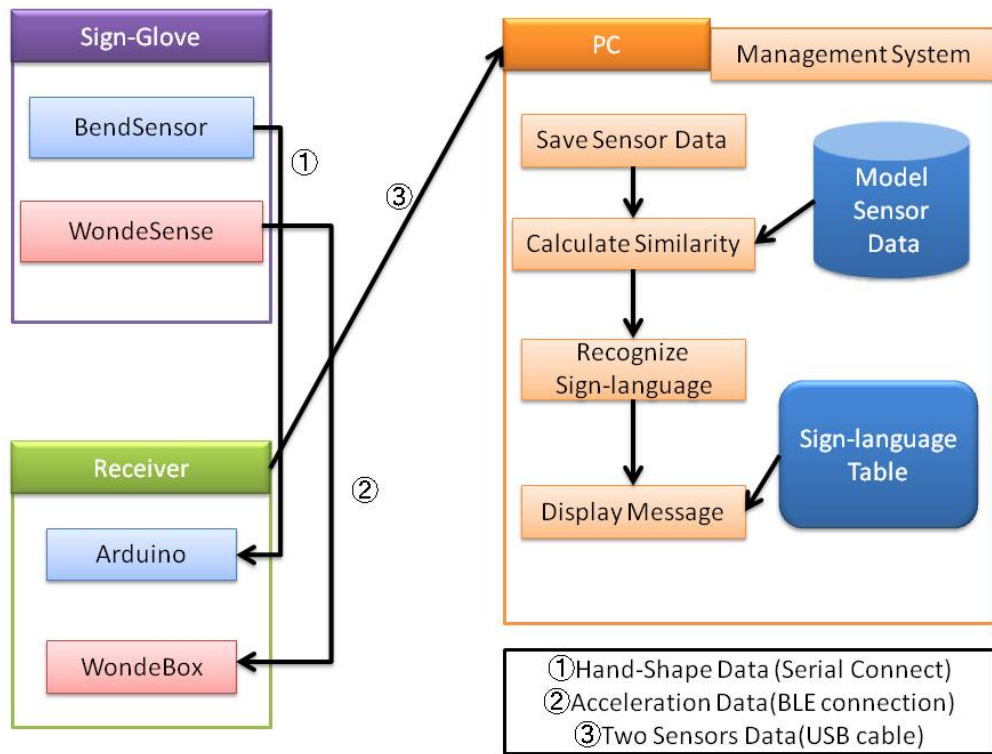 Sign-Glove
BendSensor
①
WondeSense
Receiver
②
Arduino
WondeBox
③
PC
Management System
Save Sensor Data
Model
Sensor
Data
Calculate Similarity
Recognize
Sign-language
Sign-language
Table
Display Message
①Hand-Shape Data (Serial Connect)
②Acceleration Data(BLE connection)
③Two Sensors Data(USB cable)